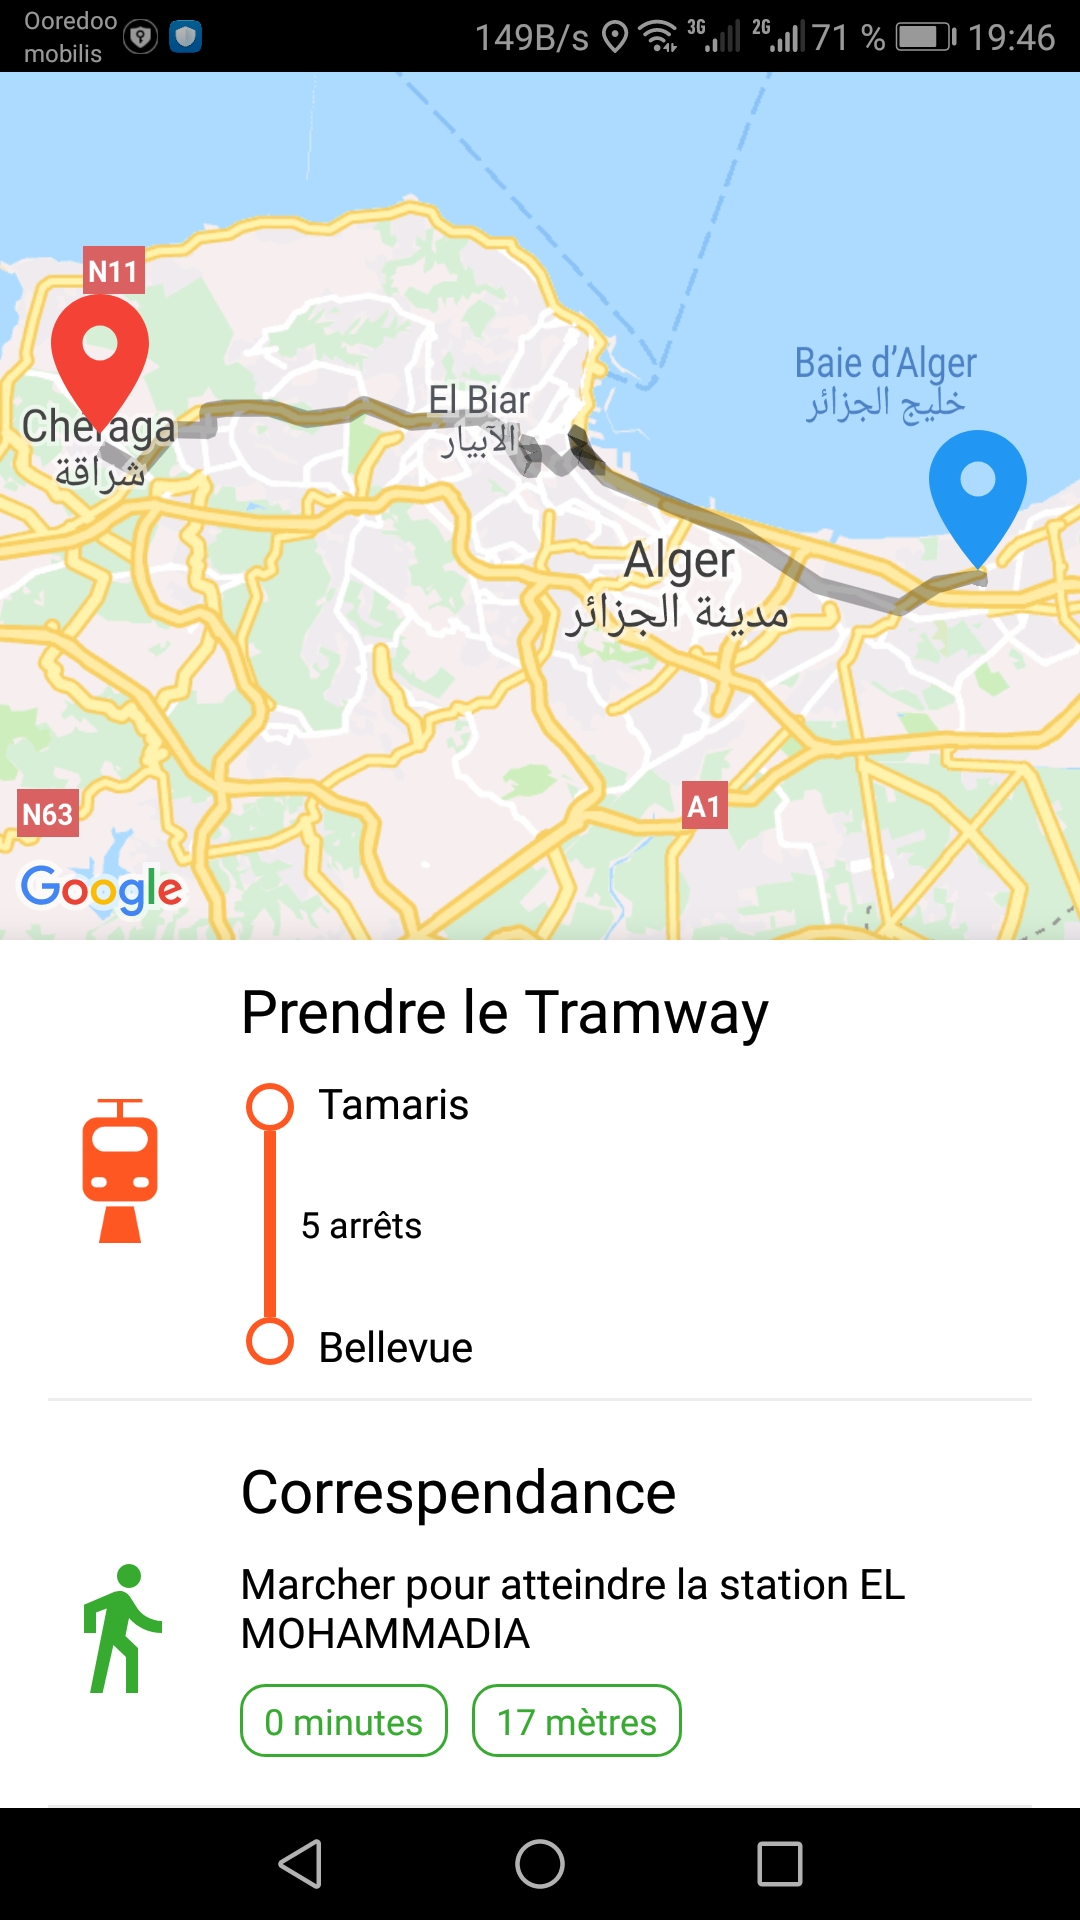 Ooredoo
mobilis
149B/s 3G 2G 71 % 19:46
N11
Baie d'Alger
خليج الجزائر
El Biar
الأبيار
Cheraga
شراقة
Alger
مدينة الجزائر
A1
N63
Google
Prendre le Tramway
Tamaris
5 arrêts
Bellevue
Correspendance
Marcher pour atteindre la station EL
MOHAMMADIA
0 minutes 17 mètres